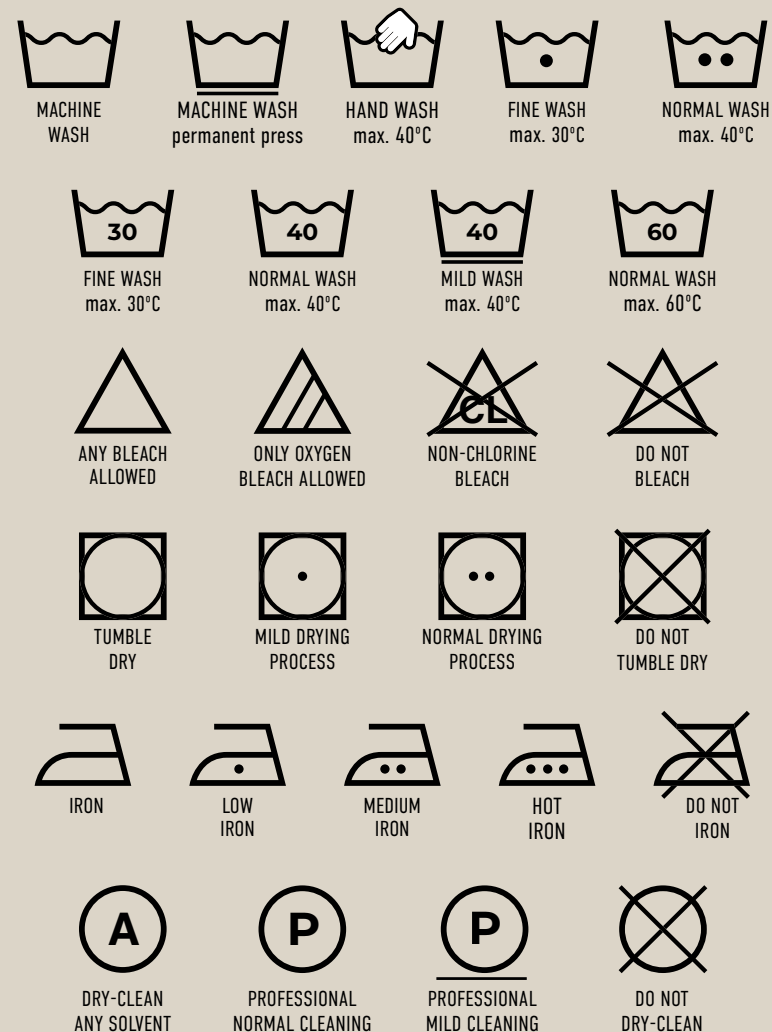 MACHINE
WASH
MACHINE WASH
permanent press
HAND WASH
max. 40°C
FINE WASH
max. 30°C
NORMAL WASH
max. 40°C
30
FINE WASH
max. 30°C
40
NORMAL WASH
max. 40°C
40
MILD WASH
max. 40°C
60
NORMAL WASH
max. 60°C
ANY BLEACH
ALLOWED
ONLY OXYGEN
BLEACH ALLOWED
CL
NON-CHLORINE
BLEACH
DO NOT
BLEACH
TUMBLE
DRY
MILD DRYING
PROCESS
NORMAL DRYING
PROCESS
DO NOT
TUMBLE DRY
IRON
LOW
IRON
MEDIUM
IRON
HOT
IRON
DO NOT
IRON
A
DRY-CLEAN
ANY SOLVENT
P
PROFESSIONAL
NORMAL CLEANING
P
PROFESSIONAL
MILD CLEANING
DO NOT
DRY-CLEAN